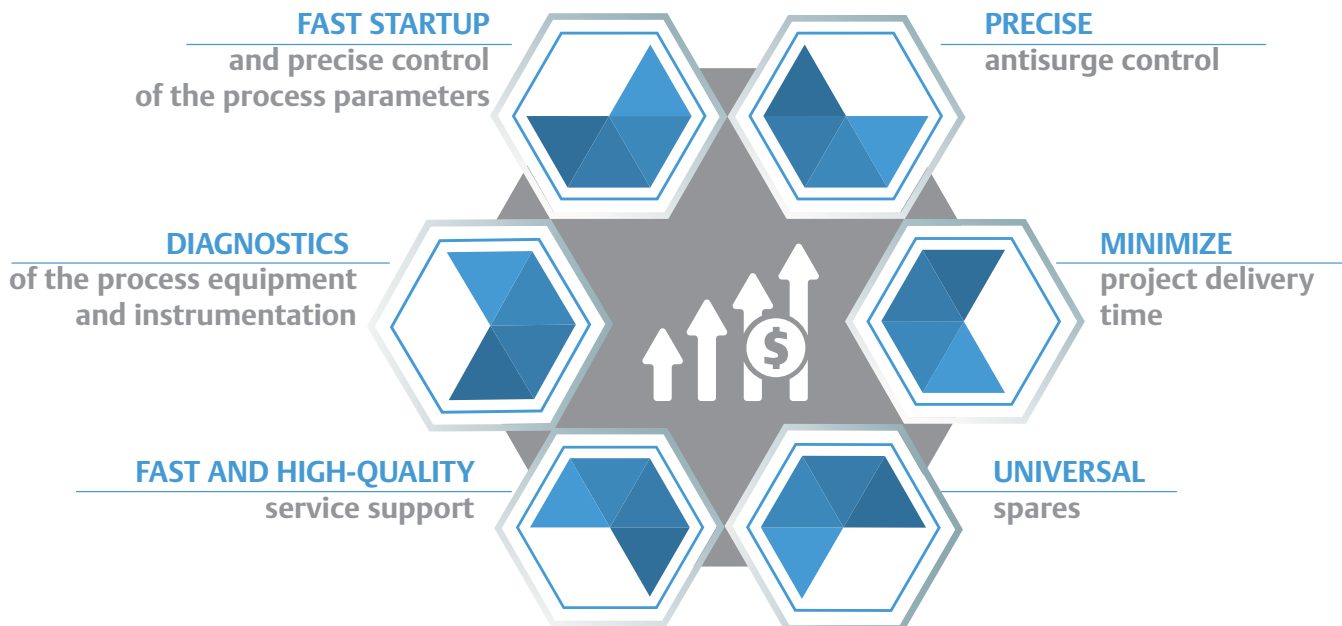 FAST STARTUP
and precise control
of the process parameters
PRECISE
antisurge control
DIAGNOSTICS
of the process equipment
and instrumentation
MINIMIZE
project delivery
time
$
FAST AND HIGH-QUALITY
service support
UNIVERSAL
spares